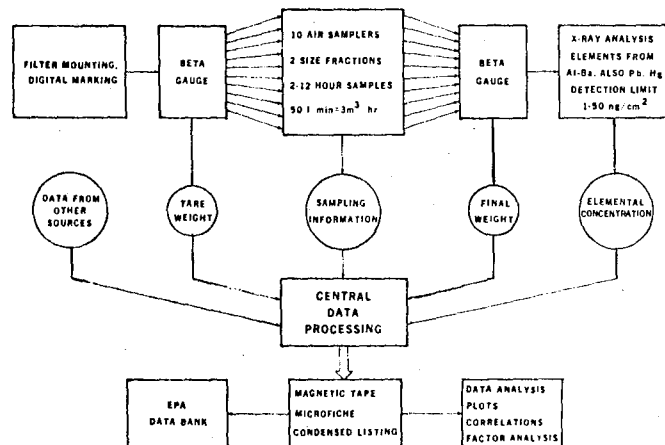 FILTER MOUNTING,
DIGITAL MARKING
BETA
GAUGE
10 AIR SAMPLERS
2 SIZE FRACTIONS
2-12 HOUR SAMPLES
50 l min=3m³ hr
BETA
GAUGE
X-RAY ANALYSIS
ELEMENTS FROM
Al-Ba. ALSO Pb. Hg
DETECTION LIMIT
1-50 ng/cm²
DATA FROM
OTHER
SOURCES
TARE
WEIGHT
SAMPLING
INFORMATION
FINAL
WEIGHT
ELEMENTAL
CONCENTRATION
CENTRAL
DATA
PROCESSING
EPA
DATA BANK
MAGNETIC TAPE
MICROFICHE
CONDENSED LISTING
DATA ANALYSIS
PLOTS
CORRELATIONS
FACTOR ANALYSIS